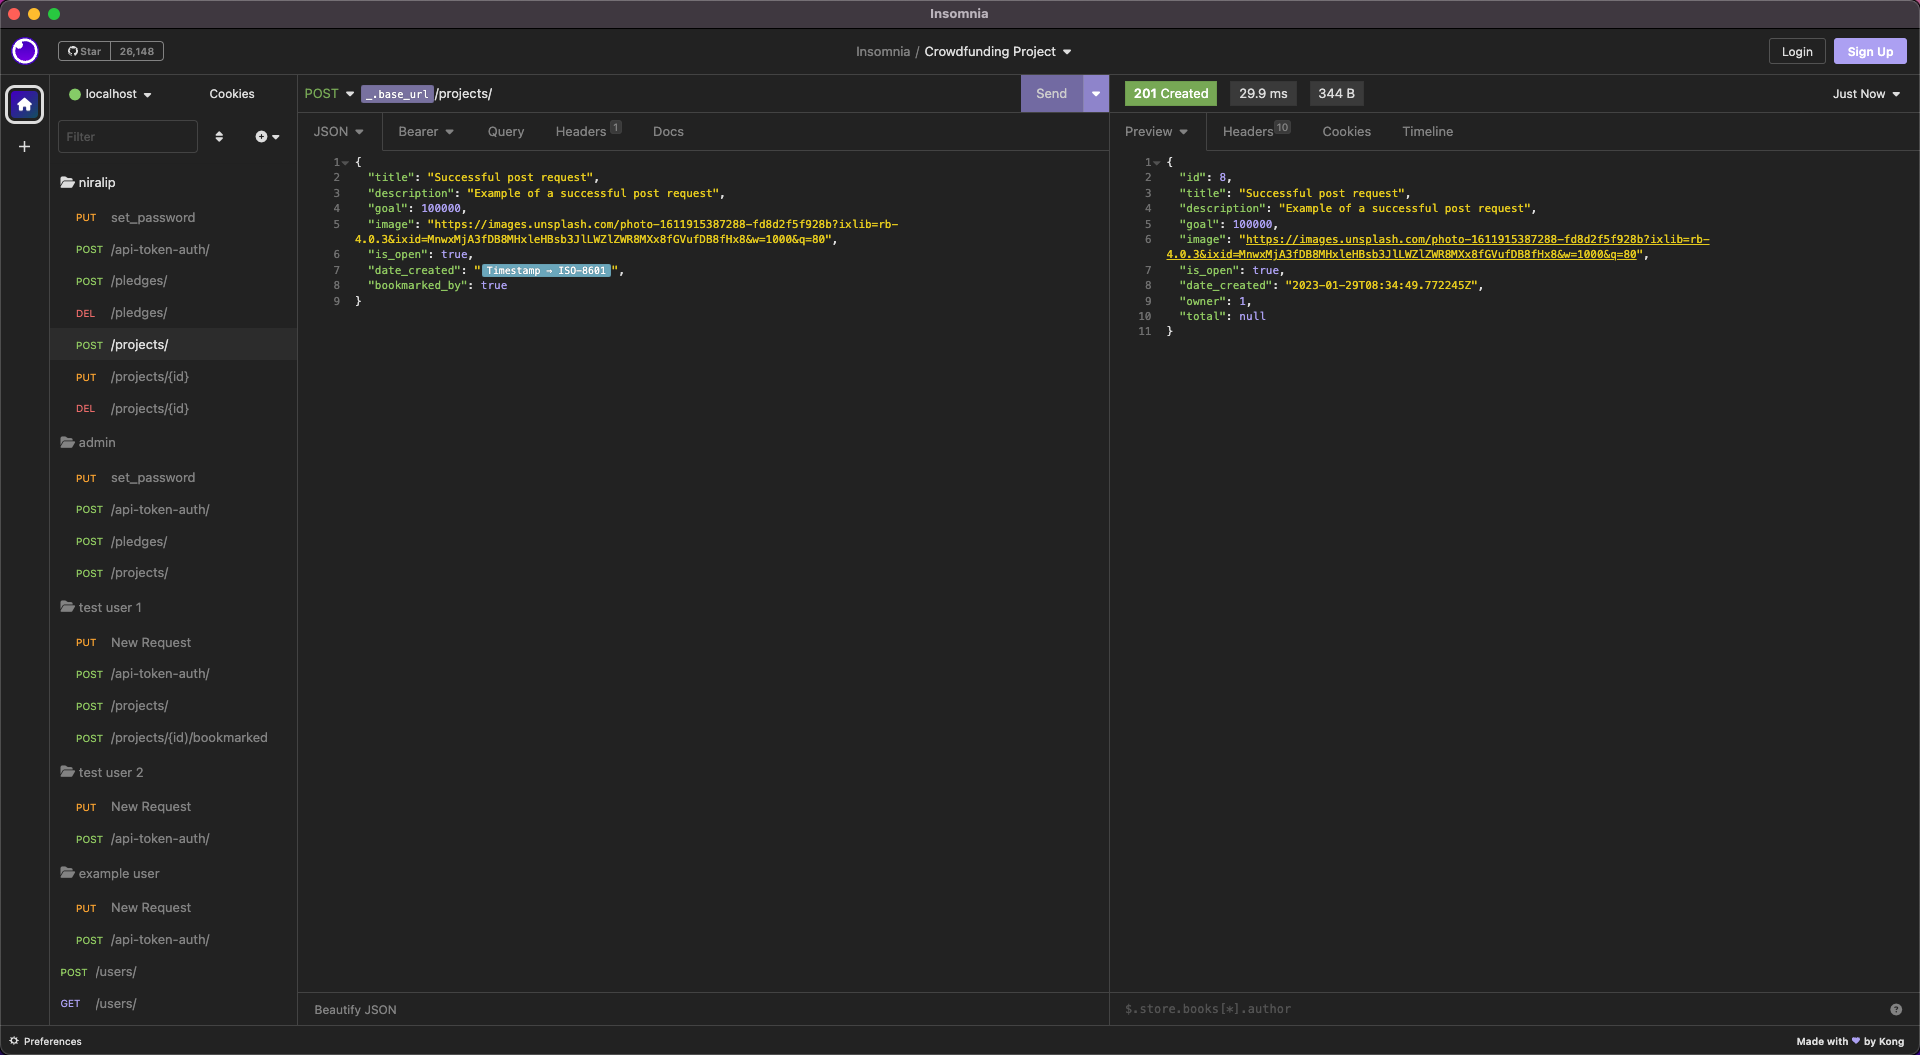 Insomnia
Star 26,148
Insomnia / Crowdfunding Project
Login
Sign Up
localhost
Cookies
Filter
niralip
PUT set_password
POST /api-token-auth/
POST /pledges/
DEL /pledges/
POST /projects/
PUT /projects/{id}
DEL /projects/{id}
admin
PUT set_password
POST /api-token-auth/
POST /pledges/
POST /projects/
test user 1
PUT New Request
POST /api-token-auth/
POST /projects/
POST /projects/{id)/bookmarked
test user 2
PUT New Request
POST /api-token-auth/
example user
PUT New Request
POST /api-token-auth/
POST /users/
GET /users/
POST _.base_url /projects/
Send
JSON Bearer Query Headers 1 Docs
1 {
2 "title": "Successful post request",
3 "description": "Example of a successful post request",
4 "goal": 100000,
5 "image": "https://images.unsplash.com/photo-1611915387288-fd8d2f5f928b?ixlib=rb-
4.0.3&ixid=MnwxMjA3fDB8MHxleHBsb3JlLWZlZWR8MXx8fGVufDB8fHx8&w=1000&q=80",
6 "is_open": true,
7 "date_created": "Timestamp → ISO-8601",
8 "bookmarked_by": true
9 }
Beautify JSON
201 Created 29.9 ms 344 B
Just Now
Preview Headers 10 Cookies Timeline
1 {
2 "id": 8,
3 "title": "Successful post request",
4 "description": "Example of a successful post request",
5 "goal": 100000,
6 "image": "https://images.unsplash.com/photo-1611915387288-fd8d2f5f928b?ixlib=rb-
4.0.3&ixid=MnwxMjA3fDB8MHxleHBsb3JlLWZlZWR8MXx8fGVufDB8fHx8&w=1000&q=80",
7 "is_open": true,
8 "date_created": "2023-01-29T08:34:49.772245Z",
9 "owner": 1,
10 "total": null
11 }
$.store.books[*].author
Preferences
Made with ♥ by Kong